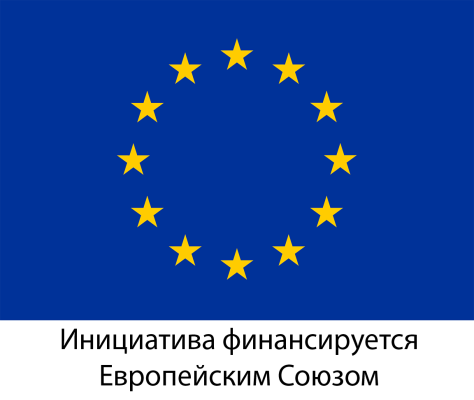 Инициатива финансируется
Европейским Союзом